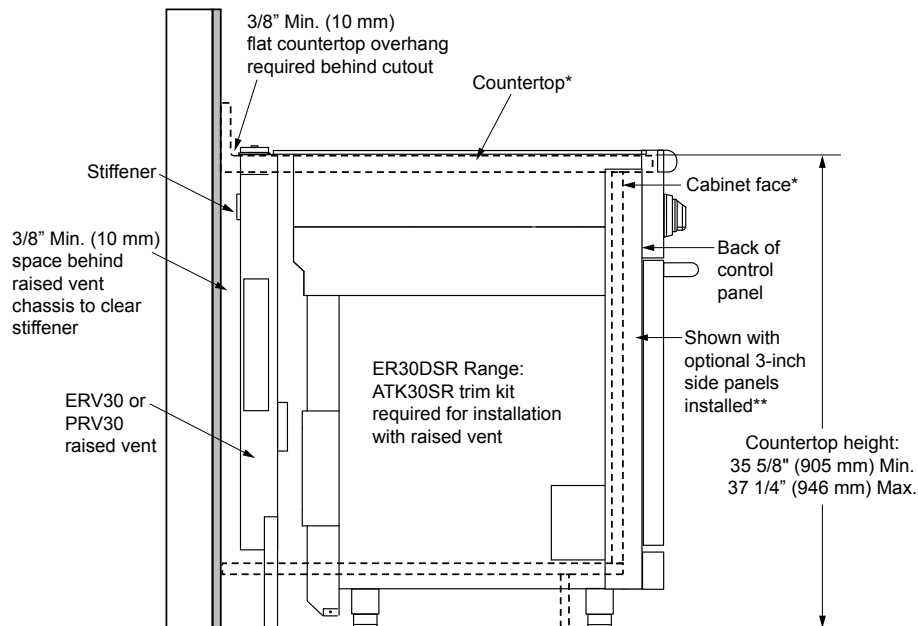 3/8” Min. (10 mm)
flat countertop overhang
required behind cutout
Countertop*
Stiffener
Cabinet face*
3/8” Min. (10 mm)
space behind
raised vent
chassis to clear
stiffener
Back of
control
panel
Shown with
optional 3-inch
side panels
installed**
ER30DSR Range:
ATK30SR trim kit
required for installation
with raised vent
ERV30 or
PRV30
raised vent
Countertop height:
35 5/8" (905 mm) Min.
37 1/4” (946 mm) Max.